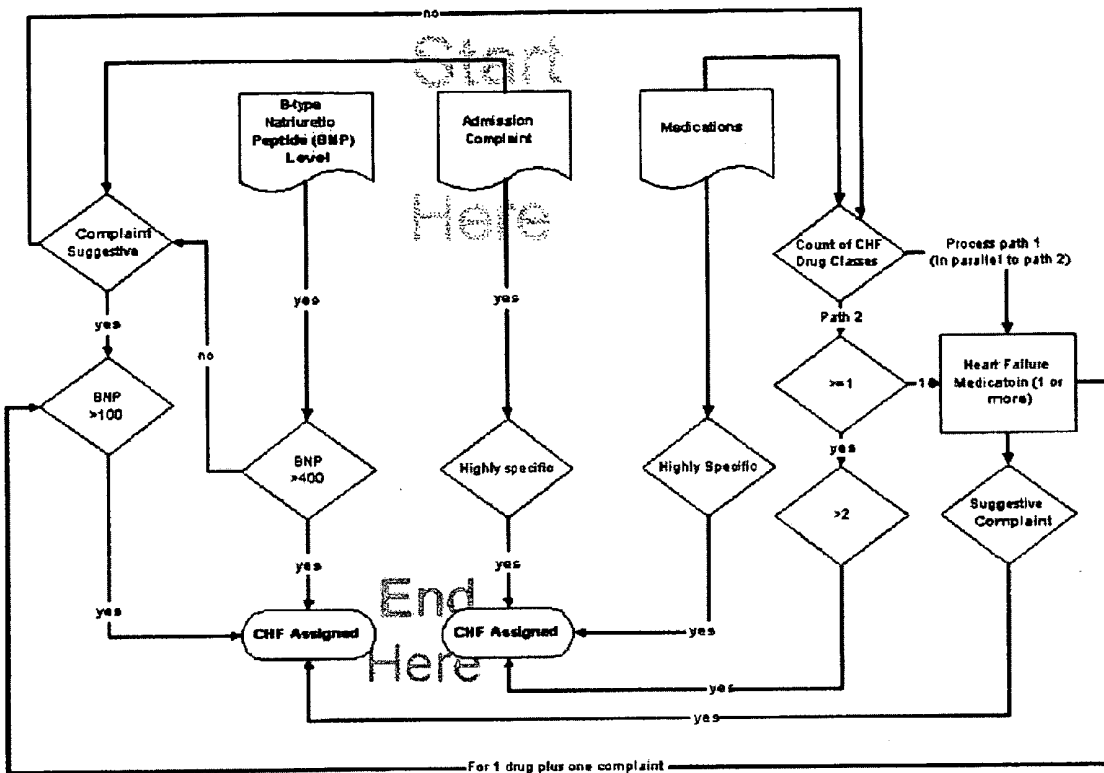 no
Start
Here
B-type
Natriuretic
Peptide (BNP)
Level
Admission
Complaint
Medications
Complaint
Suggestive
yes
yes
Count of CHF
Drug Classes
Process path 1
(in parallel to path 2)
Path 2
yes
no
BNP
>100
>=1
1
Heart Failure
Medicatoin (1 or
more)
yes
BNP
>400
Highly specific
Highly Specific
>2
Suggestive
Complaint
yes
yes
yes
End
Here
CHF Assigned
CHF Assigned
yes
yes
yes
For 1 drug plus one complaint